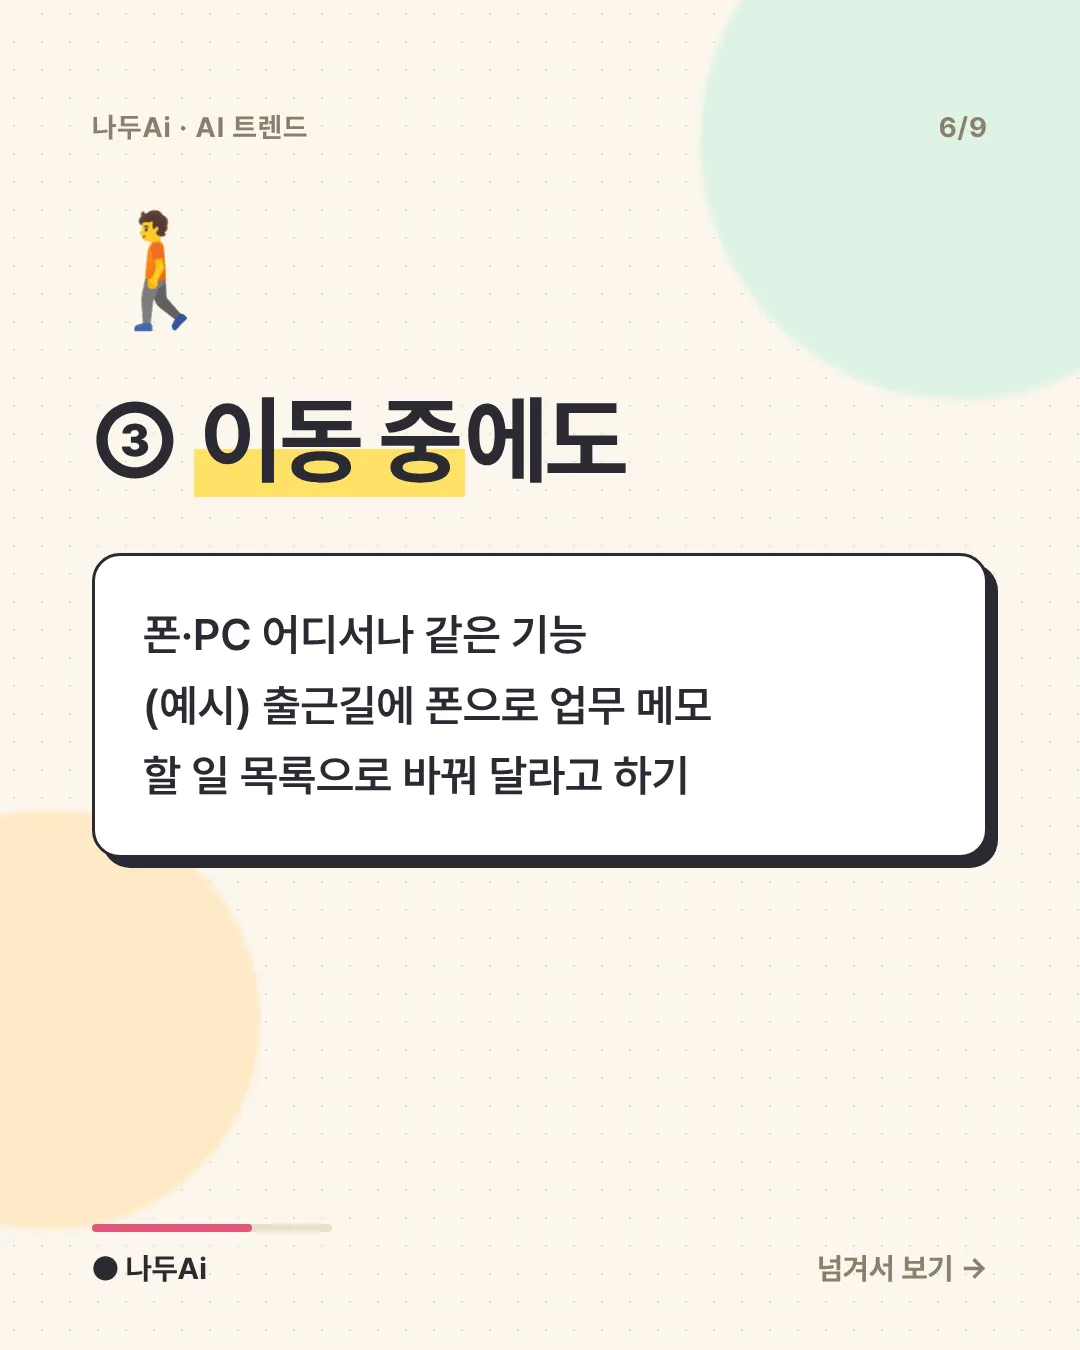 나두Ai · AI 트렌드
6/9
③ 이동 중에도
폰·PC 어디서나 같은 기능
(예시) 출근길에 폰으로 업무 메모
할 일 목록으로 바꿔 달라고 하기
나두Ai
넘겨서 보기 →